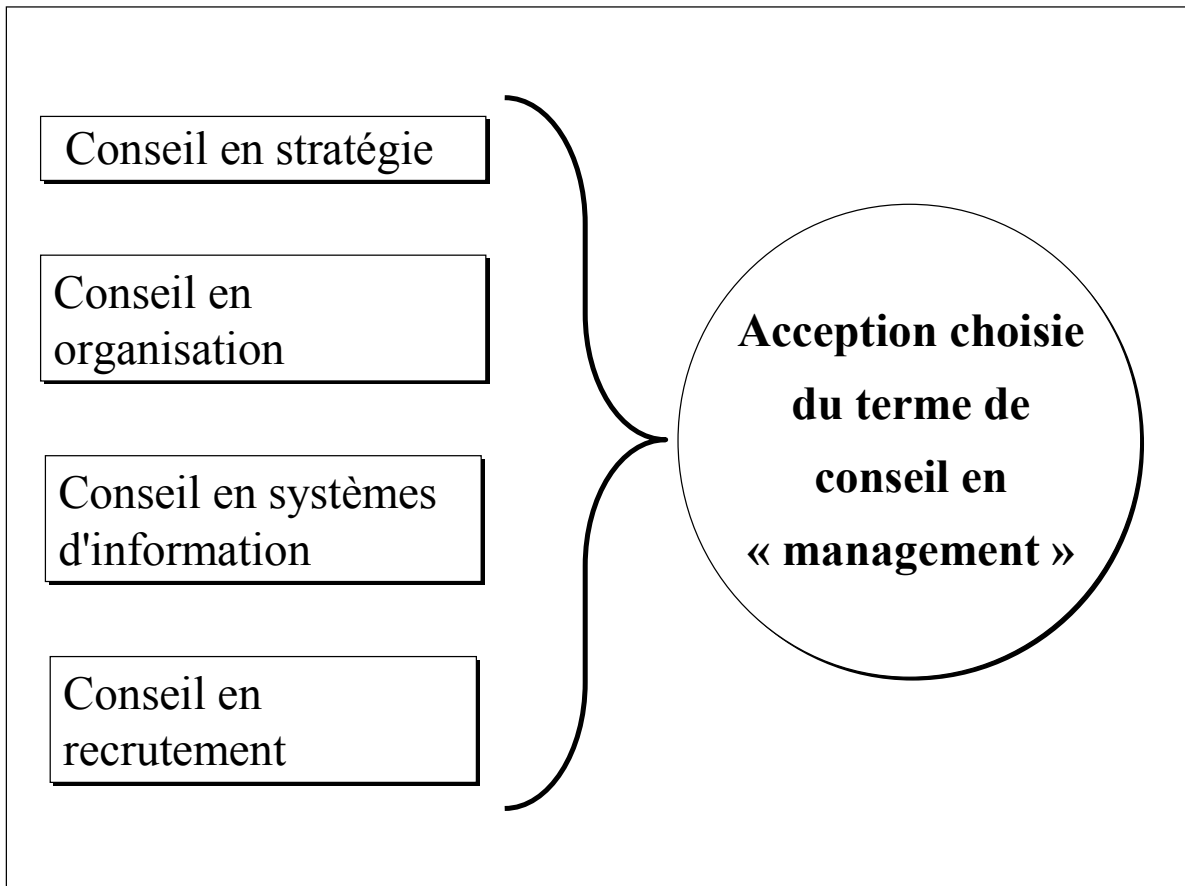 Conseil en stratégie
Conseil en
organisation
Conseil en systèmes
d'information
Conseil en
recrutement
Acception choisie
du terme de
conseil en
« management »